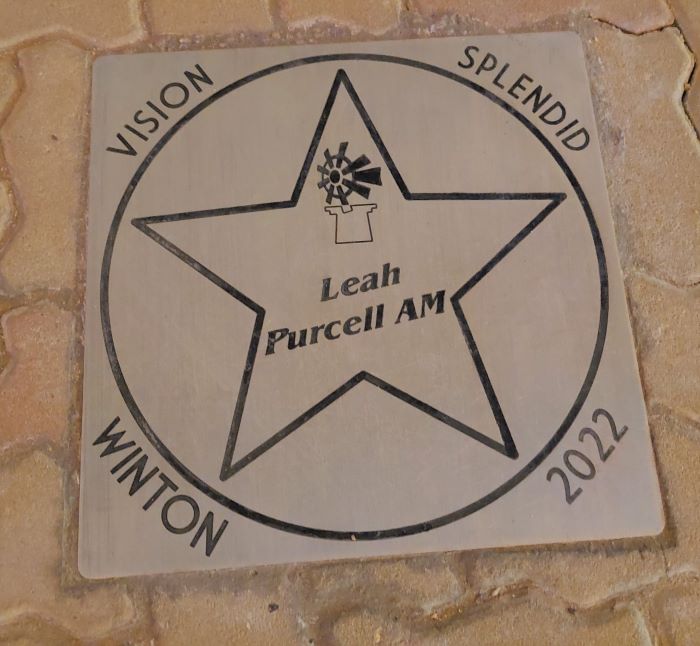 VISION
SPLENDID
Leah
Purcell AM
WINTON
2022